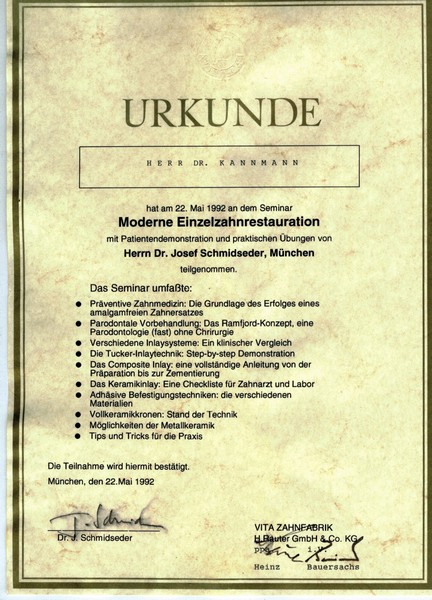 URKUNDE
HERR DR. KANNMANN
hat am 22. Mai 1992 an dem Seminar
Moderne Einzelzahnrestauration
mit Patientendemonstration und praktischen Übungen von
Herrn Dr. Josef Schmidseder, München
teilgenommen.
Das Seminar umfaßte:
● Präventive Zahnmedizin: Die Grundlage des Erfolges eines
amalgamfreien Zahnersatzes
● Parodontale Vorbehandlung: Das Ramfjord-Konzept, eine
Parodontologie (fast) ohne Chirurgie
● Verschiedene Inlaysysteme: Ein klinischer Vergleich
● Die Tucker-Inlaytechnik: Step-by-step Demonstration
● Das Composite Inlay: eine vollständige Anleitung von der
Präparation bis zur Zementierung
● Das Keramikinlay: Eine Checkliste für Zahnarzt und Labor
● Adhäsive Befestigungstechniken: die verschiedenen
Materialien
● Vollkeramikkronen: Stand der Technik
● Möglichkeiten der Metallkeramik
● Tips und Tricks für die Praxis
Die Teilnahme wird hiermit bestätigt.
München, den 22.Mai 1992
Dr. J. Schmidseder
VITA ZAHNFABRIK
H.Rauter GmbH & Co. KG
ppa. i.V.
Heinz Bauersachs